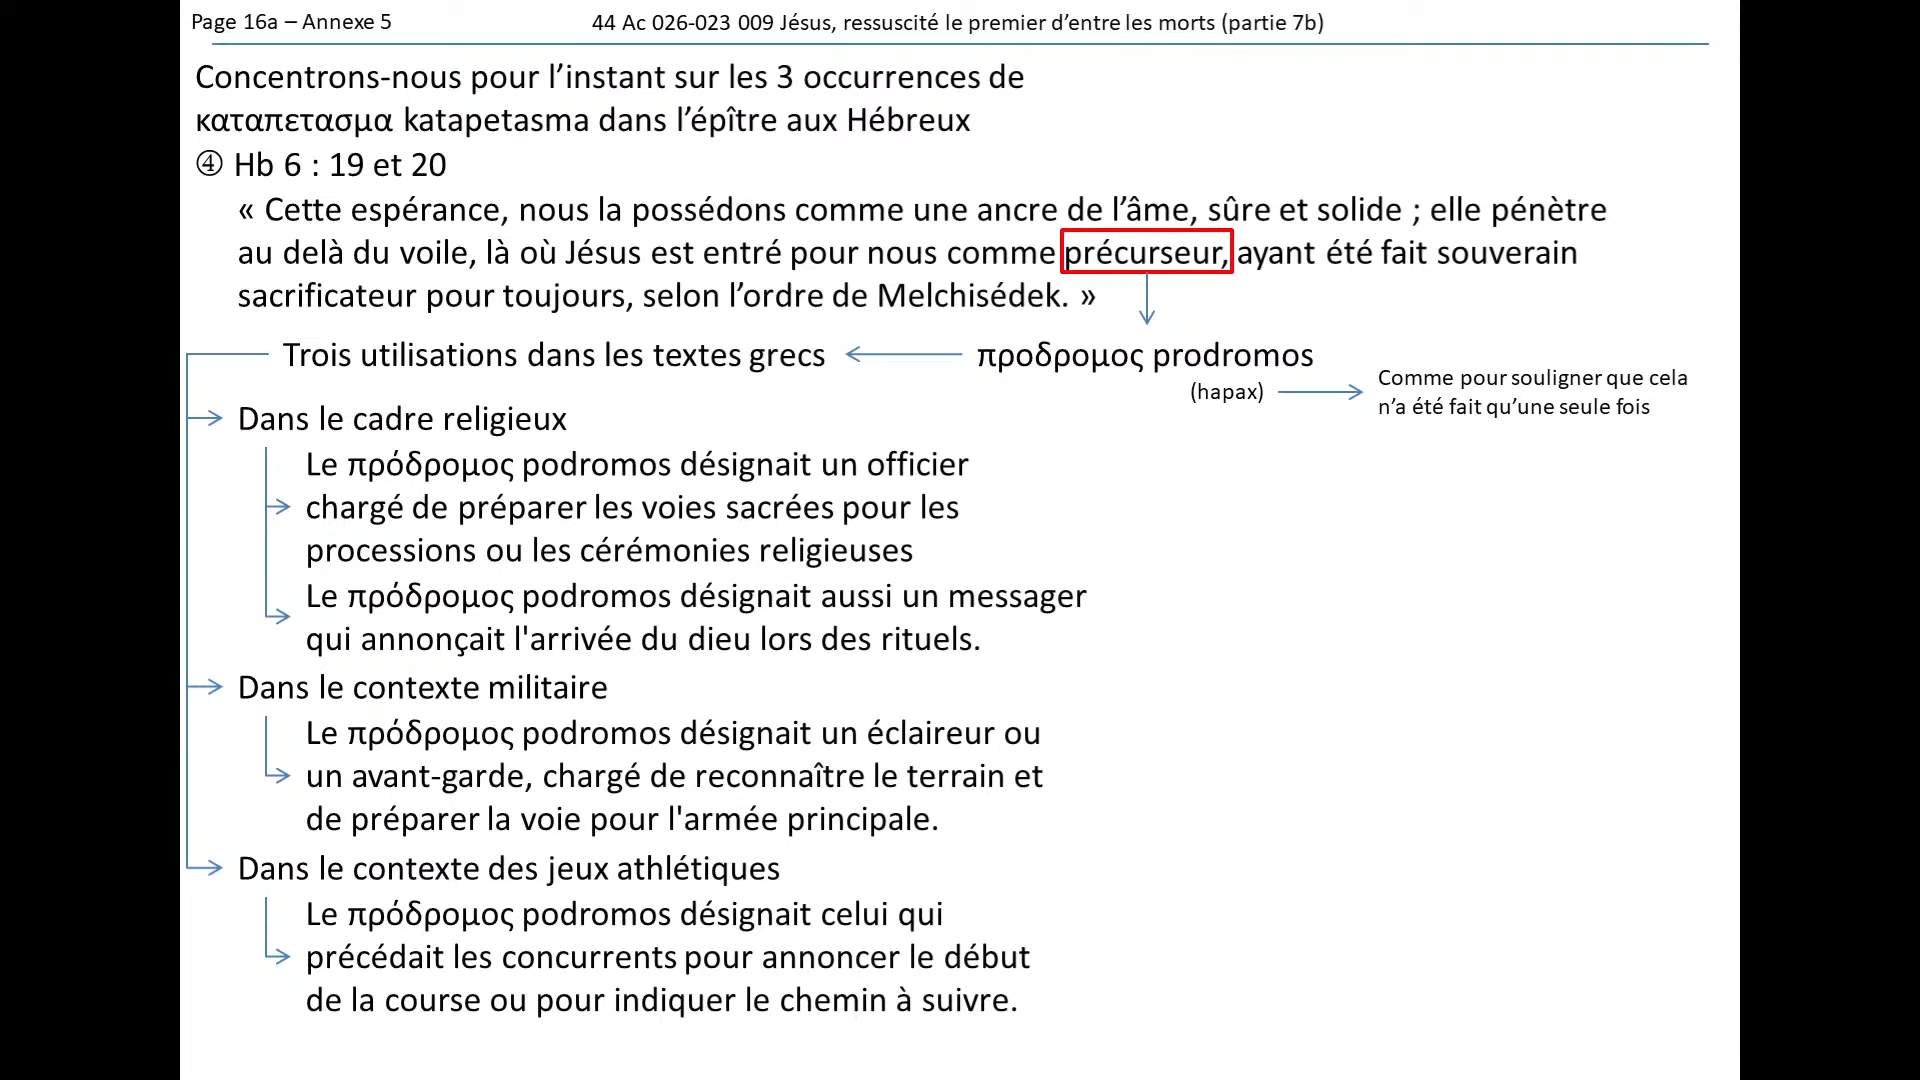 Page 16a – Annexe 5
44 Ac 026-023 009 Jésus, ressuscité le premier d’entre les morts (partie 7b)
Concentrons-nous pour l’instant sur les 3 occurrences de
καταπετασμα katapetasma dans l’épître aux Hébreux
④ Hb 6 : 19 et 20
« Cette espérance, nous la possédons comme une ancre de l’âme, sûre et solide ; elle pénètre
au delà du voile, là où Jésus est entré pour nous comme précurseur, ayant été fait souverain
sacrificateur pour toujours, selon l’ordre de Melchisédek. »
Trois utilisations dans les textes grecs
προδρομος prodromos
(hapax)
Comme pour souligner que cela
n’a été fait qu’une seule fois
Dans le cadre religieux
Le πρόδρομος podromos désignait un officier
chargé de préparer les voies sacrées pour les
processions ou les cérémonies religieuses
Le πρόδρομος podromos désignait aussi un messager
qui annonçait l'arrivée du dieu lors des rituels.
Dans le contexte militaire
Le πρόδρομος podromos désignait un éclaireur ou
un avant-garde, chargé de reconnaître le terrain et
de préparer la voie pour l'armée principale.
Dans le contexte des jeux athlétiques
Le πρόδρομος podromos désignait celui qui
précédait les concurrents pour annoncer le début
de la course ou pour indiquer le chemin à suivre.